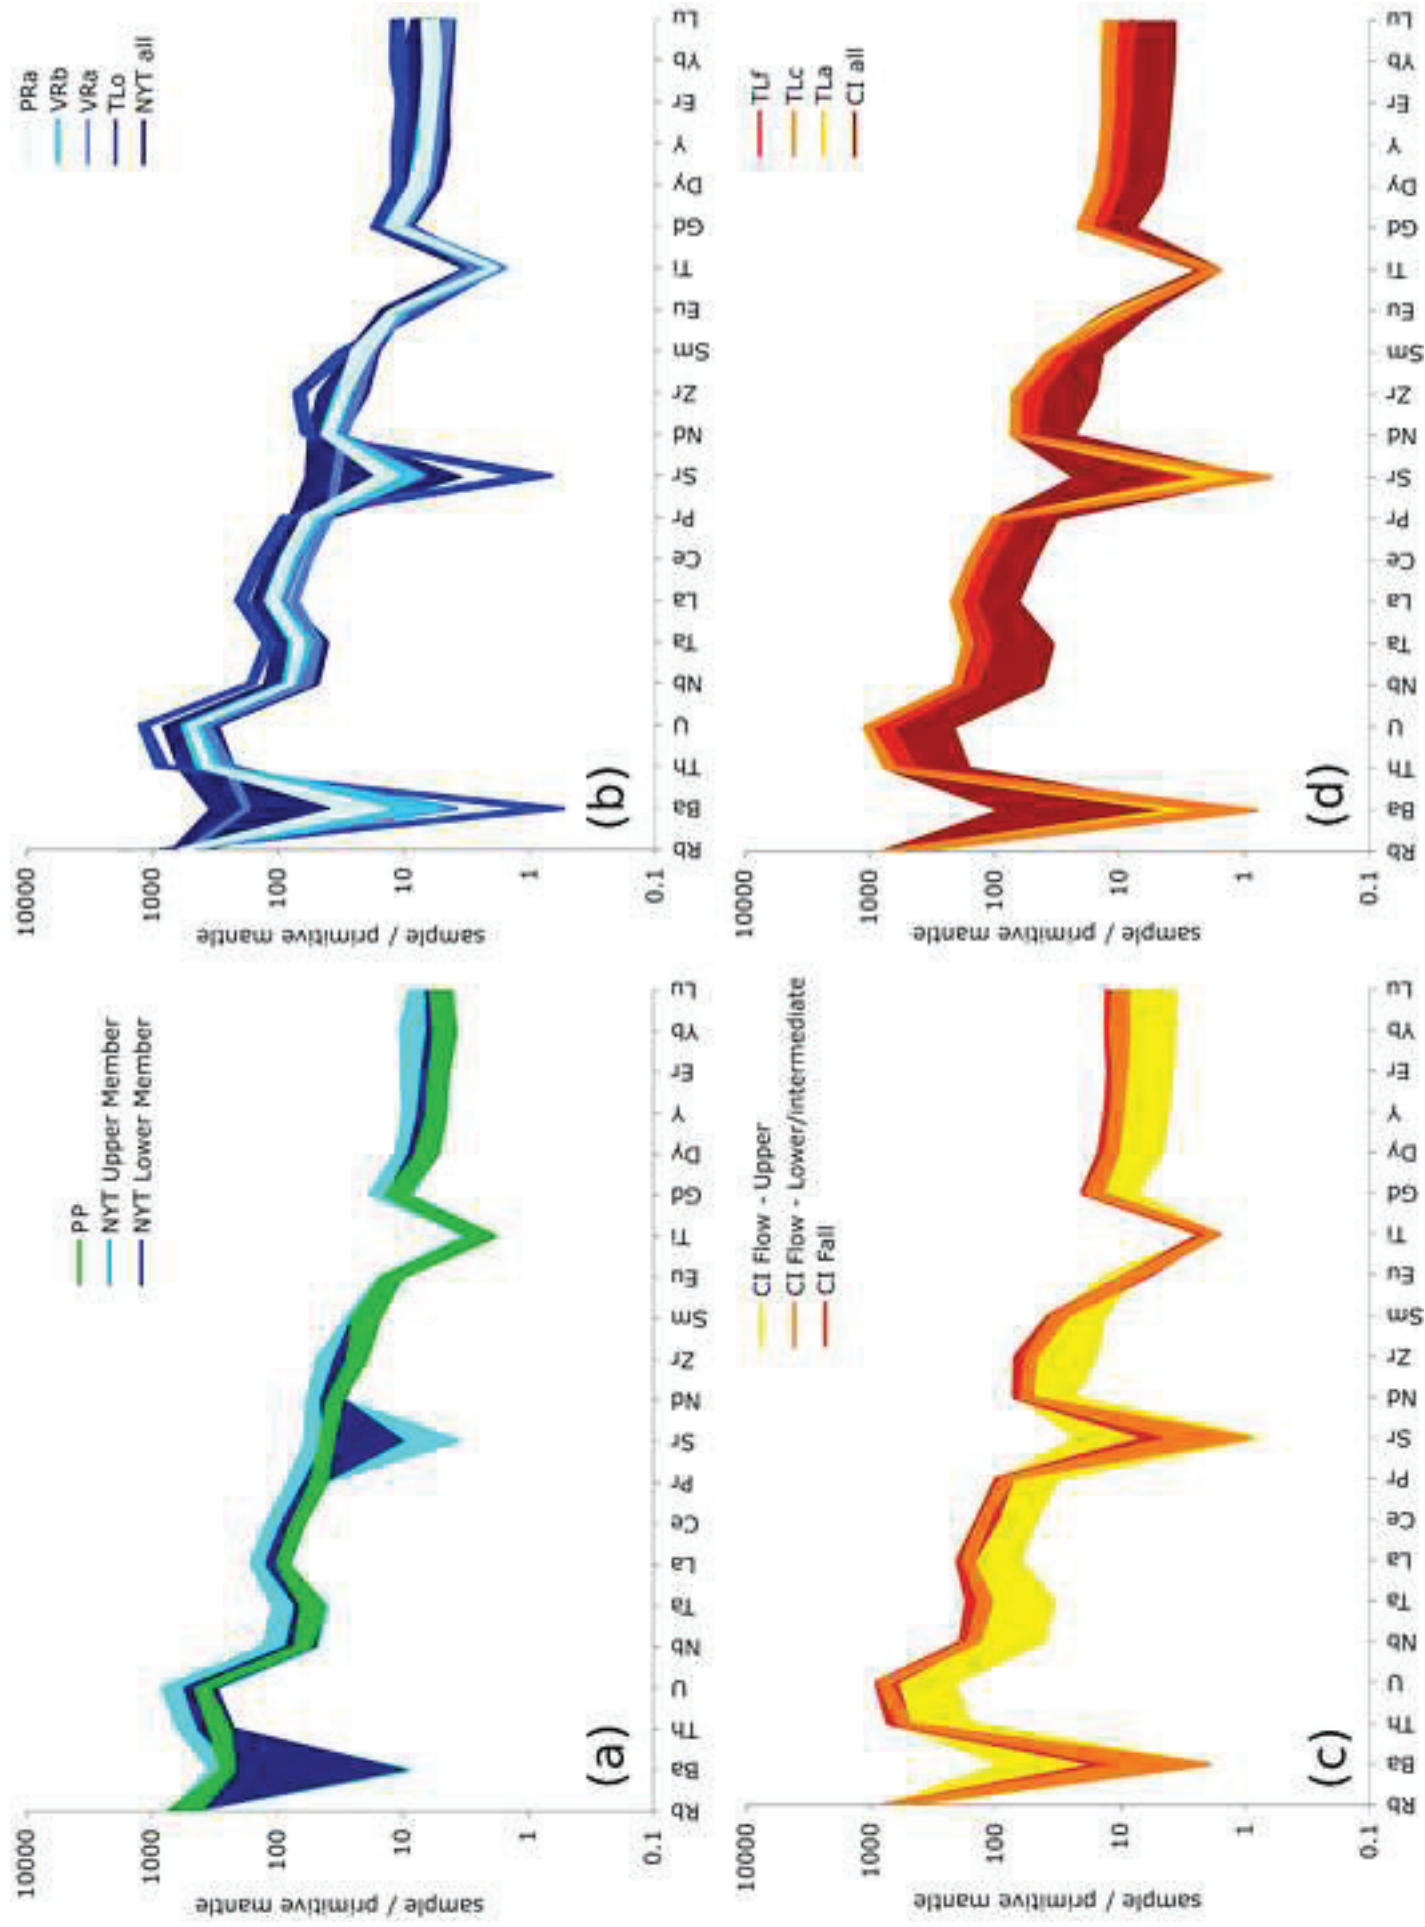 10000
1000
100
10
1
0.1
sample / primitive mantle
PP
NYT Upper Member
NYT Lower Member
(a)
Rb Ba Th U Nb Ta La Ce Pr Sr Nd Zr Sm Eu Ti Gd Dy Y Er Yb Lu
10000
1000
100
10
1
0.1
sample / primitive mantle
PRa
VRb
VRa
TLo
NYT all
(b)
Rb Ba Th U Nb Ta La Ce Pr Sr Nd Zr Sm Eu Ti Gd Dy Y Er Yb Lu
10000
1000
100
10
1
0.1
sample / primitive mantle
CI Flow - Upper
CI Flow - Lower/intermediate
CI Fall
(c)
Rb Ba Th U Nb Ta La Ce Pr Sr Nd Zr Sm Eu Ti Gd Dy Y Er Yb Lu
10000
1000
100
10
1
0.1
sample / primitive mantle
TLf
TLc
TLa
CI all
(d)
Rb Ba Th U Nb Ta La Ce Pr Sr Nd Zr Sm Eu Ti Gd Dy Y Er Yb Lu